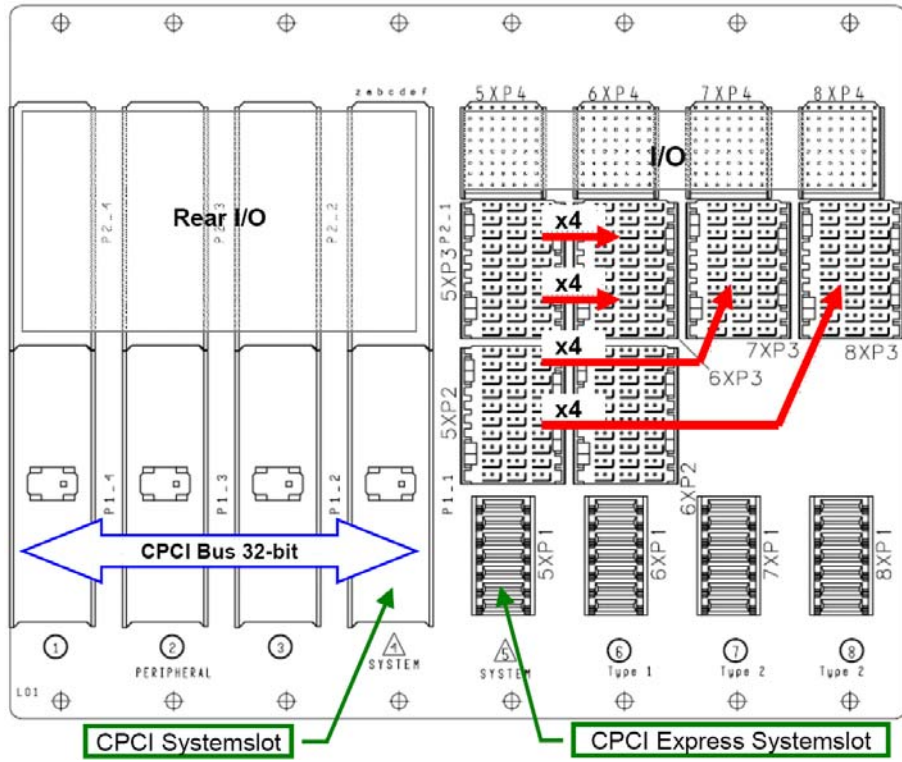 zabcdef
5XP4 6XP4 7XP4 8XP4
I/O
Rear I/O
P2_4
P2_3
P2_2
P2_1
x4
x4
x4
x4
5XP3
6XP3
7XP3
8XP3
5XP2
6XP2
P1_4
P1_3
P1_2
P1_1
CPCI Bus 32-bit
5XP1
6XP1
7XP1
8XP1
1 2 3 4 5 6 7 8
PERIPHERAL SYSTEM SYSTEM Type 1 Type 2 Type 2
L01
CPCI Systemslot
CPCI Express Systemslot